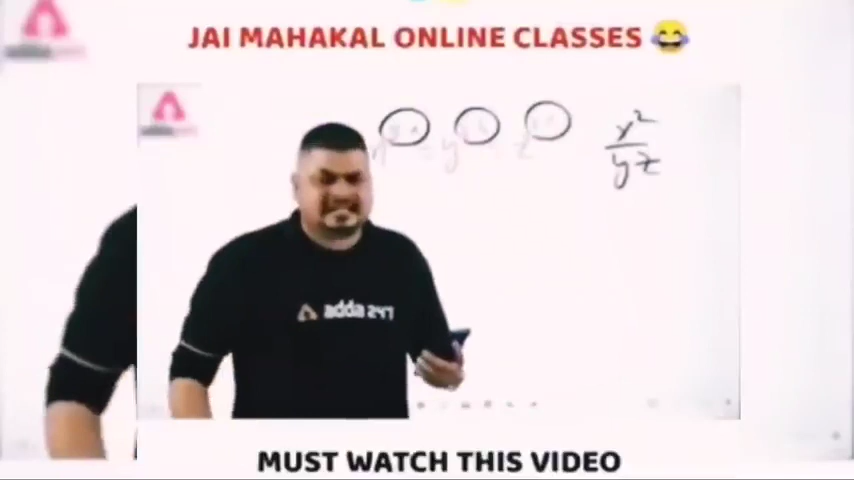 JAI MAHAKAL ONLINE CLASSES 😂
x²
yz
adda 247
MUST WATCH THIS VIDEO